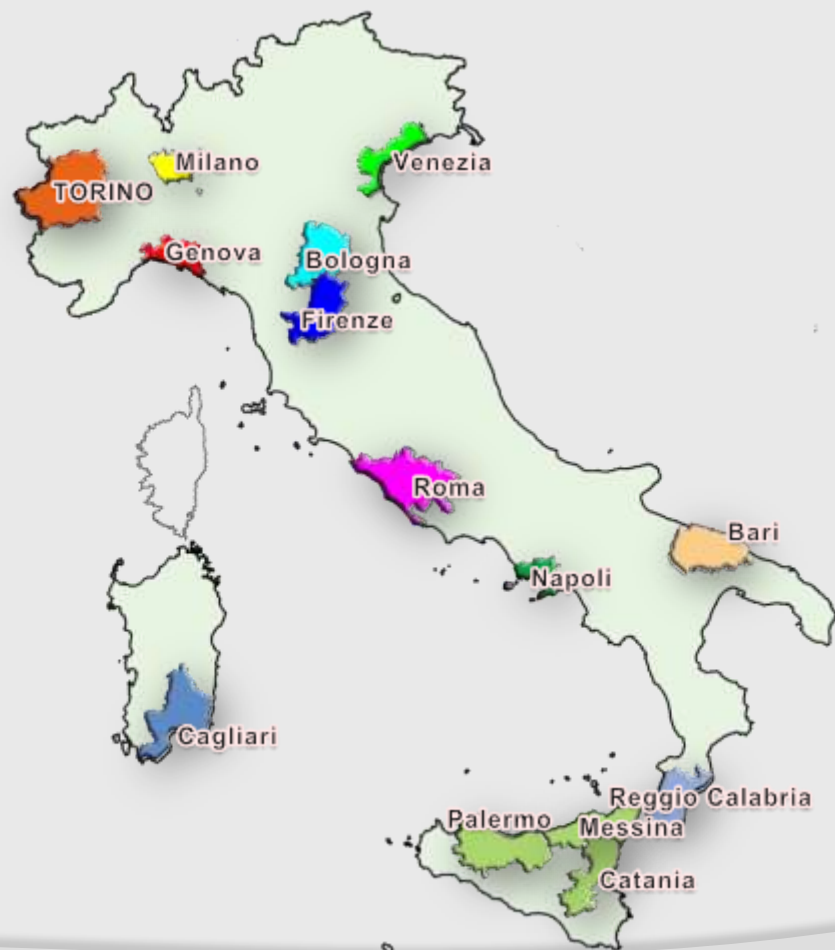 Milano
Venezia
TORINO
Genova
Bologna
Firenze
Roma
Bari
Napoli
Cagliari
Reggio Calabria
Palermo
Messina
Catania